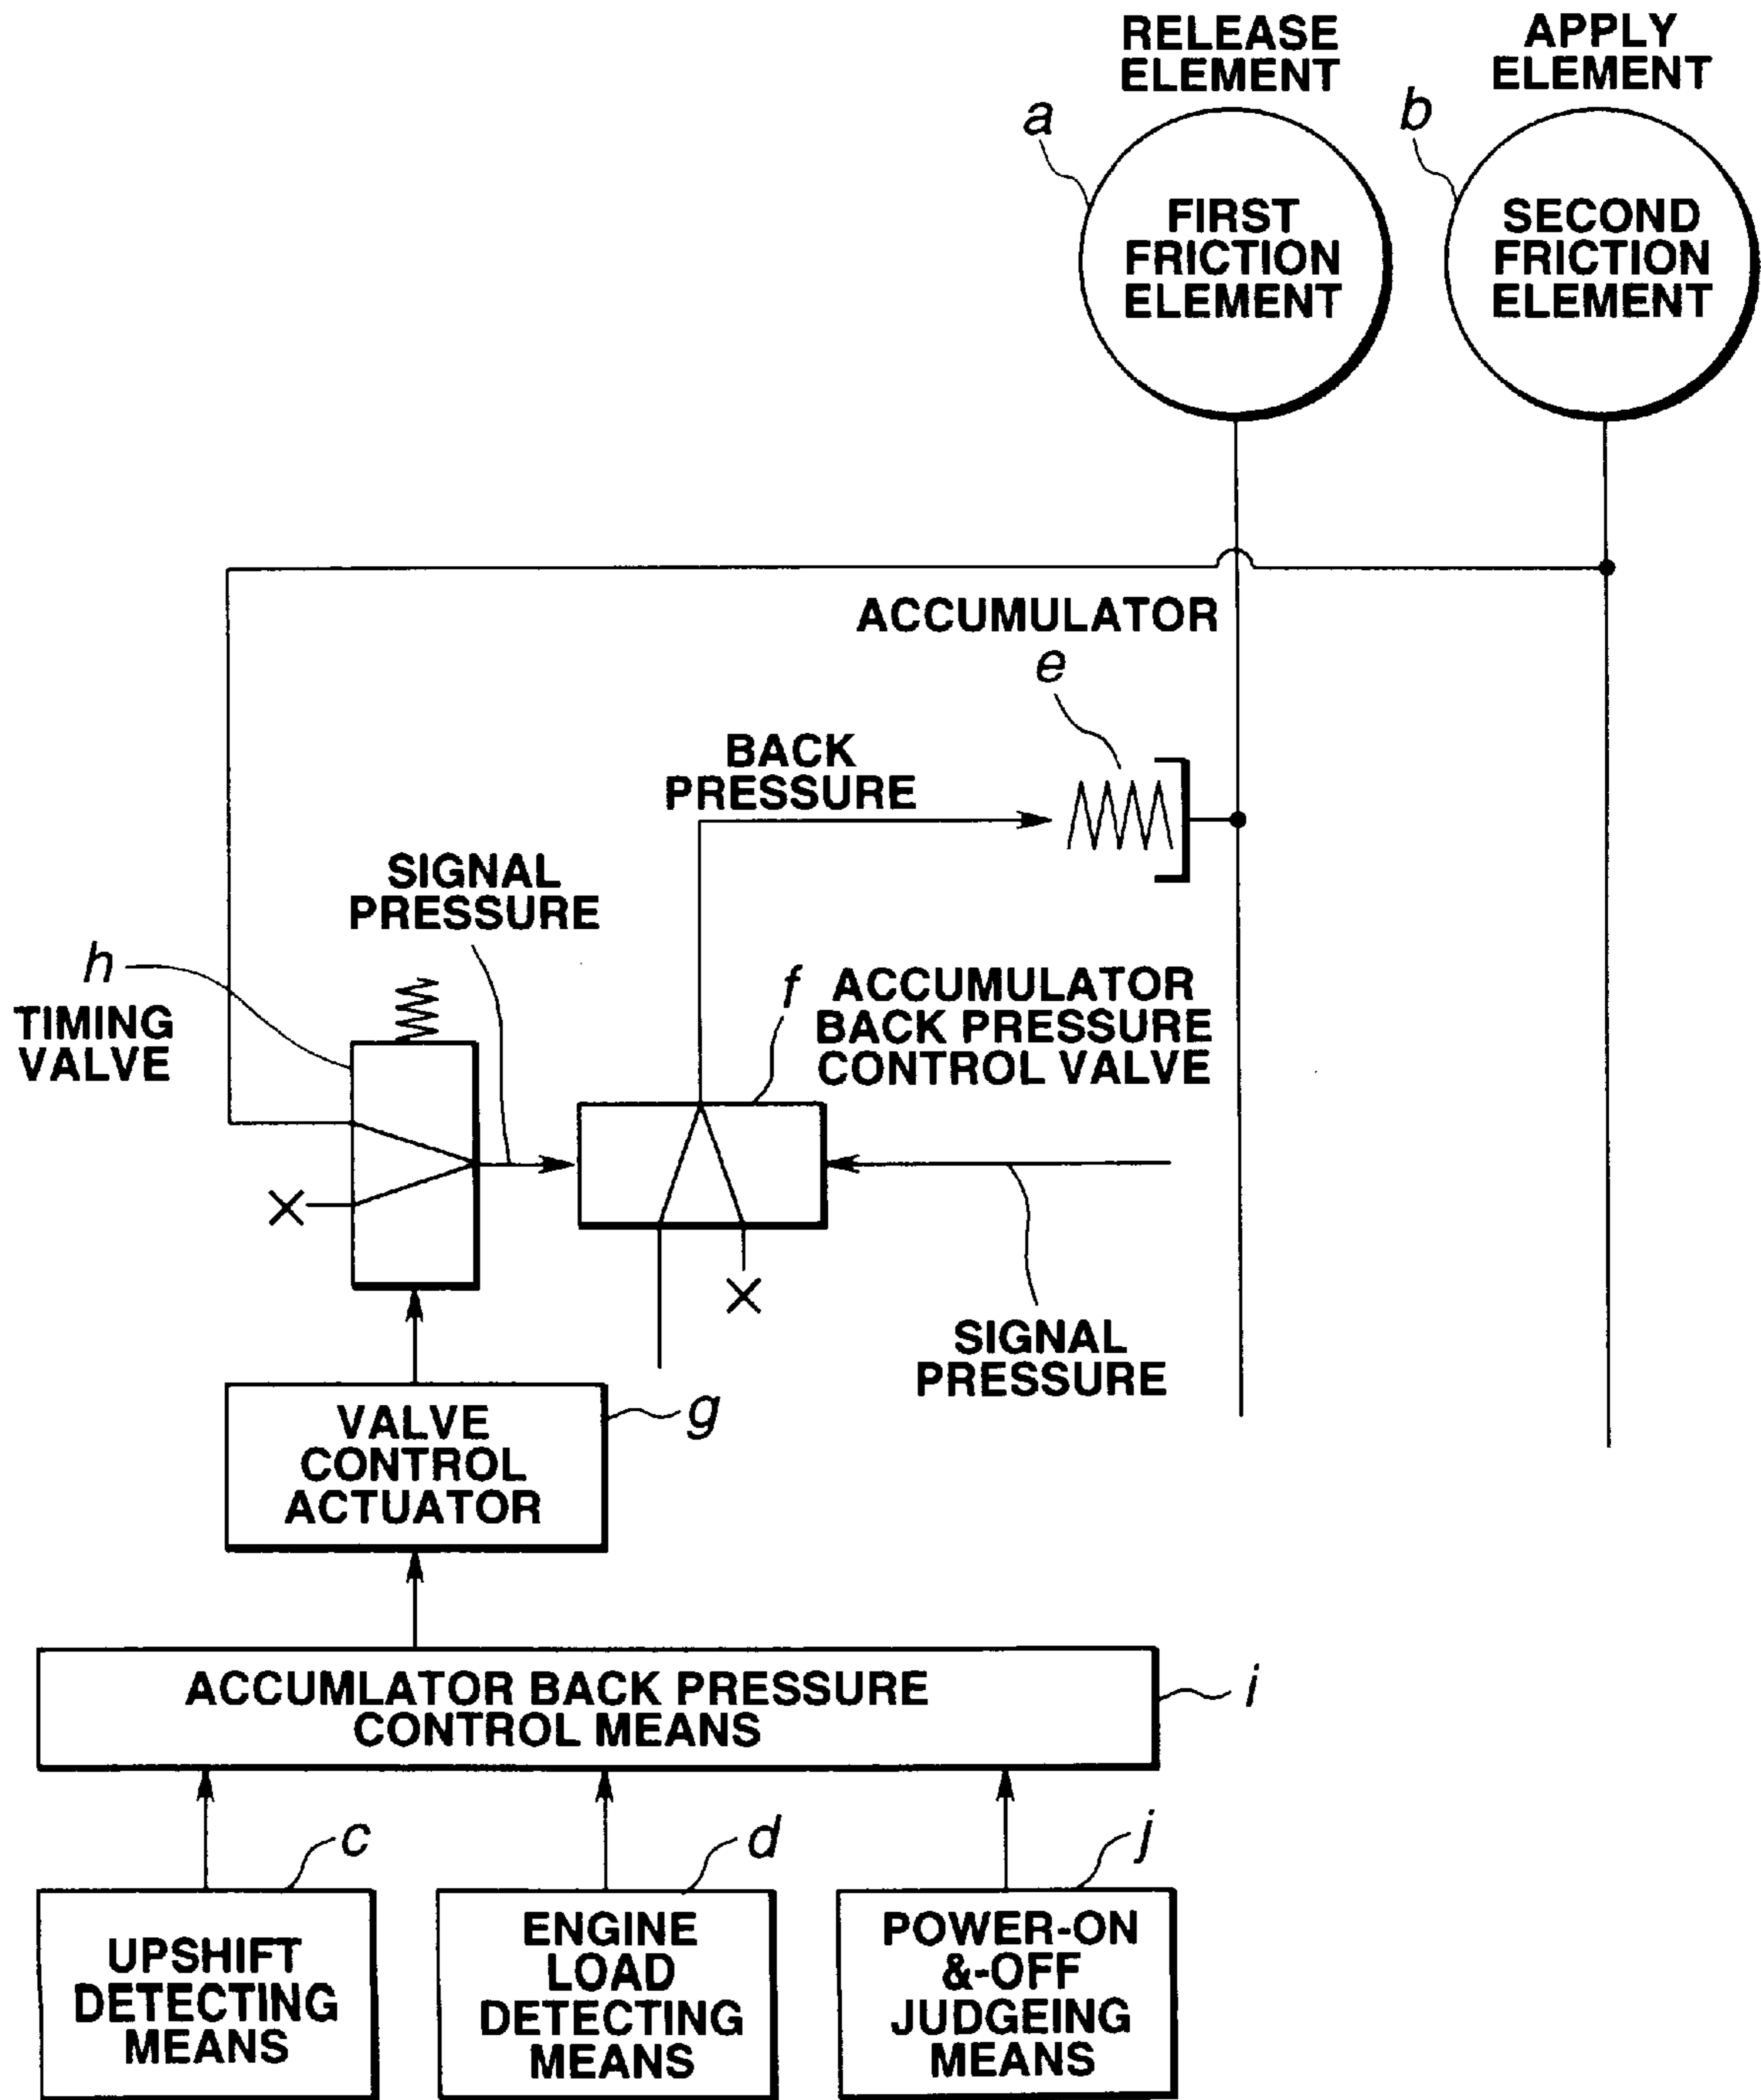 RELEASE
ELEMENT
APPLY
ELEMENT
a
b
FIRST
FRICTION
ELEMENT
SECOND
FRICTION
ELEMENT
ACCUMULATOR
e
BACK
PRESSURE
SIGNAL
PRESSURE
h
TIMING
VALVE
f
ACCUMULATOR
BACK PRESSURE
CONTROL VALVE
SIGNAL
PRESSURE
VALVE
CONTROL
ACTUATOR
g
ACCUMLATOR BACK PRESSURE
CONTROL MEANS
i
c
d
j
UPSHIFT
DETECTING
MEANS
ENGINE
LOAD
DETECTING
MEANS
POWER-ON
&-OFF
JUDGEING
MEANS